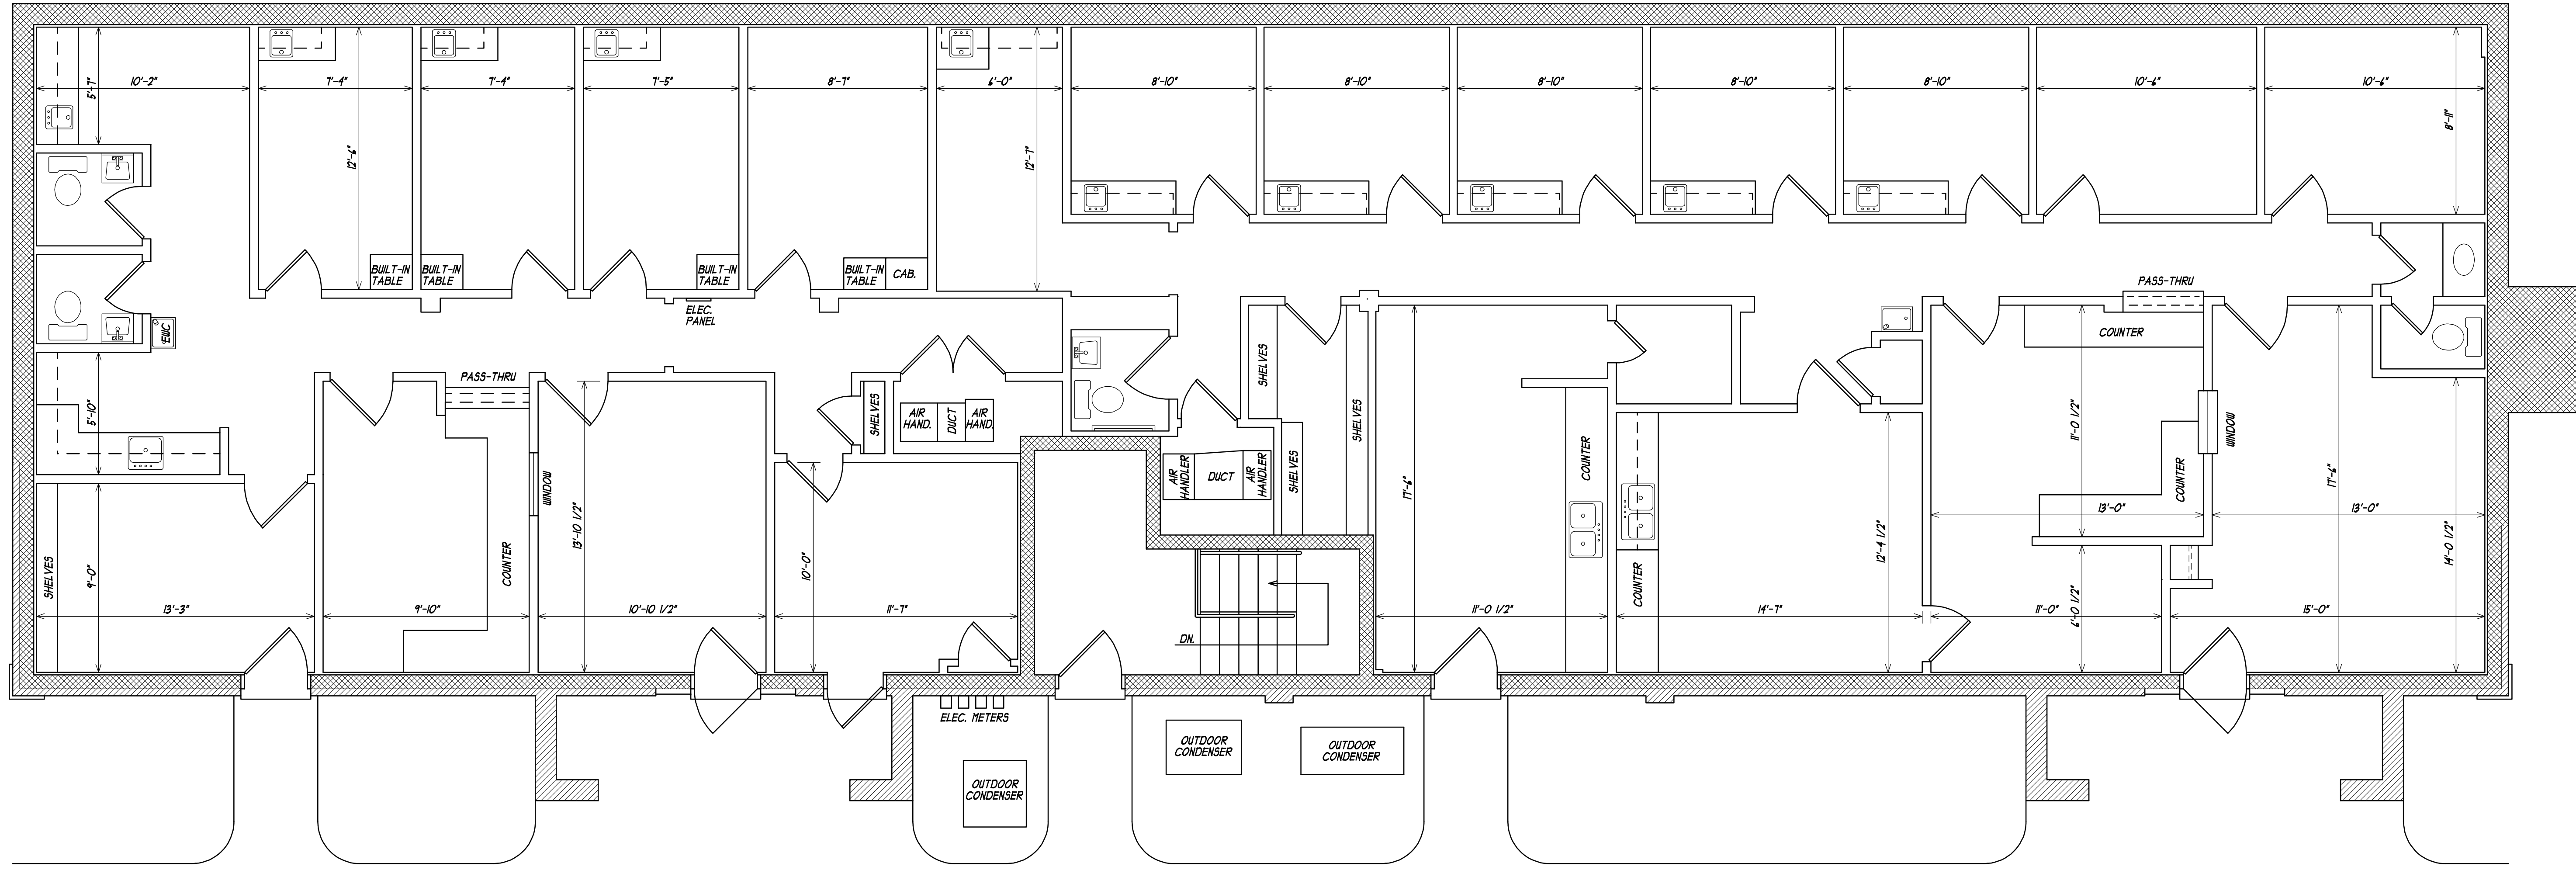 10'-2"
7'-4"
7'-4"
7'-5"
8'-7"
6'-0"
8'-10"
8'-10"
8'-10"
8'-10"
8'-10"
10'-6"
10'-6"
5'-7"
12'-6"
12'-7"
8'-11"
BUILT-IN
TABLE
BUILT-IN
TABLE
BUILT-IN
TABLE
BUILT-IN
TABLE
CAB.
ELEC.
PANEL
EWC
PASS-THRU
PASS-THRU
COUNTER
5'-10"
SHELVES
AIR
HAND.
DUCT
AIR
HAND.
SHELVES
SHELVES
AIR
HANDLER
DUCT
AIR
HANDLER
SHELVES
17'-6"
COUNTER
11'-0 1/2"
COUNTER
WINDOW
17'-6"
13'-0"
13'-0"
WINDOW
13'-10 1/2"
COUNTER
10'-0"
SHELVES
9'-0"
12'-4 1/2"
COUNTER
14'-0 1/2"
6'-0 1/2"
13'-3"
9'-10"
10'-10 1/2"
11'-7"
11'-0 1/2"
14'-7"
11'-0"
15'-0"
DN.
ELEC. METERS
OUTDOOR
CONDENSER
OUTDOOR
CONDENSER
OUTDOOR
CONDENSER